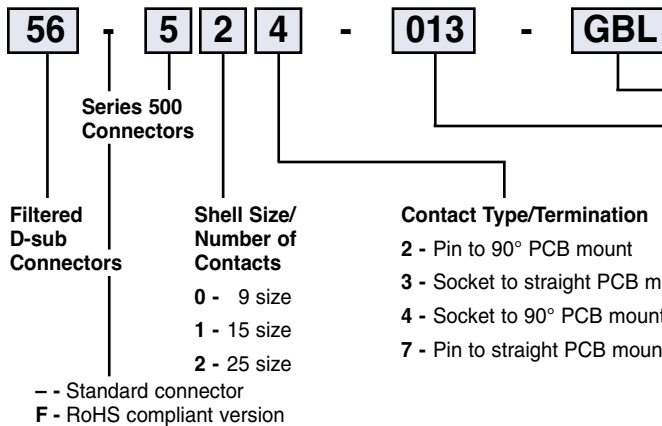 56 - 5 2 4 - 013 - GBL
Series 500
Connectors
Filtered
D-sub
Connectors
Shell Size/
Number of
Contacts
0 - 9 size
1 - 15 size
2 - 25 size
Contact Type/Termination
2 - Pin to 90° PCB mount
3 - Socket to straight PCB m
4 - Socket to 90° PCB mount
7 - Pin to straight PCB moun
– - Standard connector
F - RoHS compliant version